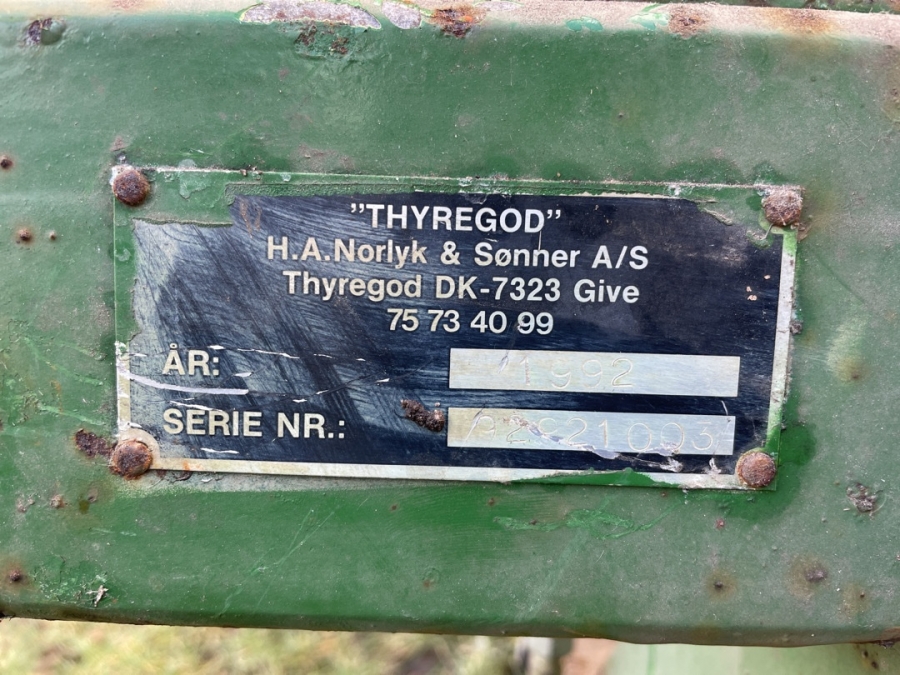 "THYREGOD"
H.A.Norlyk & Sønner A/S
Thyregod DK-7323 Give
75 73 40 99
ÅR: 1992
SERIE NR.: